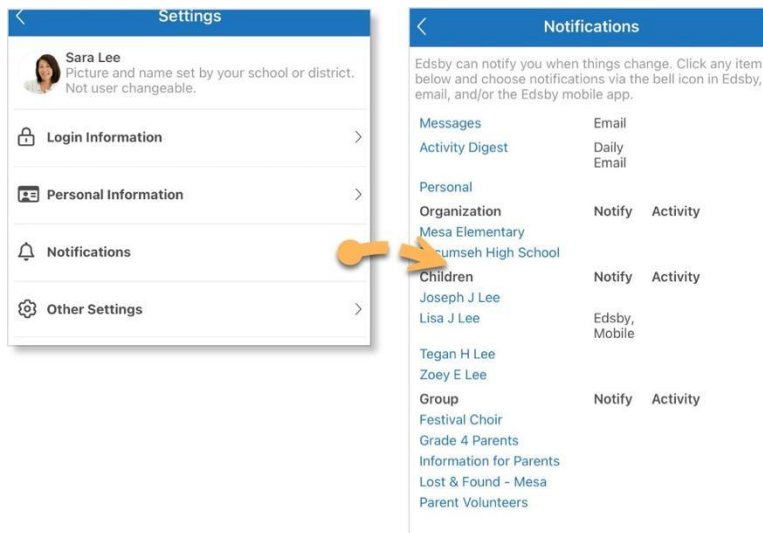 Settings
Sara Lee
Picture and name set by your school or district.
Not user changeable.
Login Information
Personal Information
Notifications
Other Settings
Notifications
Edsby can notify you when things change. Click any item
below and choose notifications via the bell icon in Edsby,
email, and/or the Edsby mobile app.
Messages Email
Activity Digest Daily
Email
Personal
Organization Notify Activity
Mesa Elementary
High School
Children Notify Activity
Joseph J Lee
Lisa J Lee Edsby,
Mobile
Tegan H Lee
Zoey E Lee
Group Notify Activity
Festival Choir
Grade 4 Parents
Information for Parents
Lost & Found - Mesa
Parent Volunteers